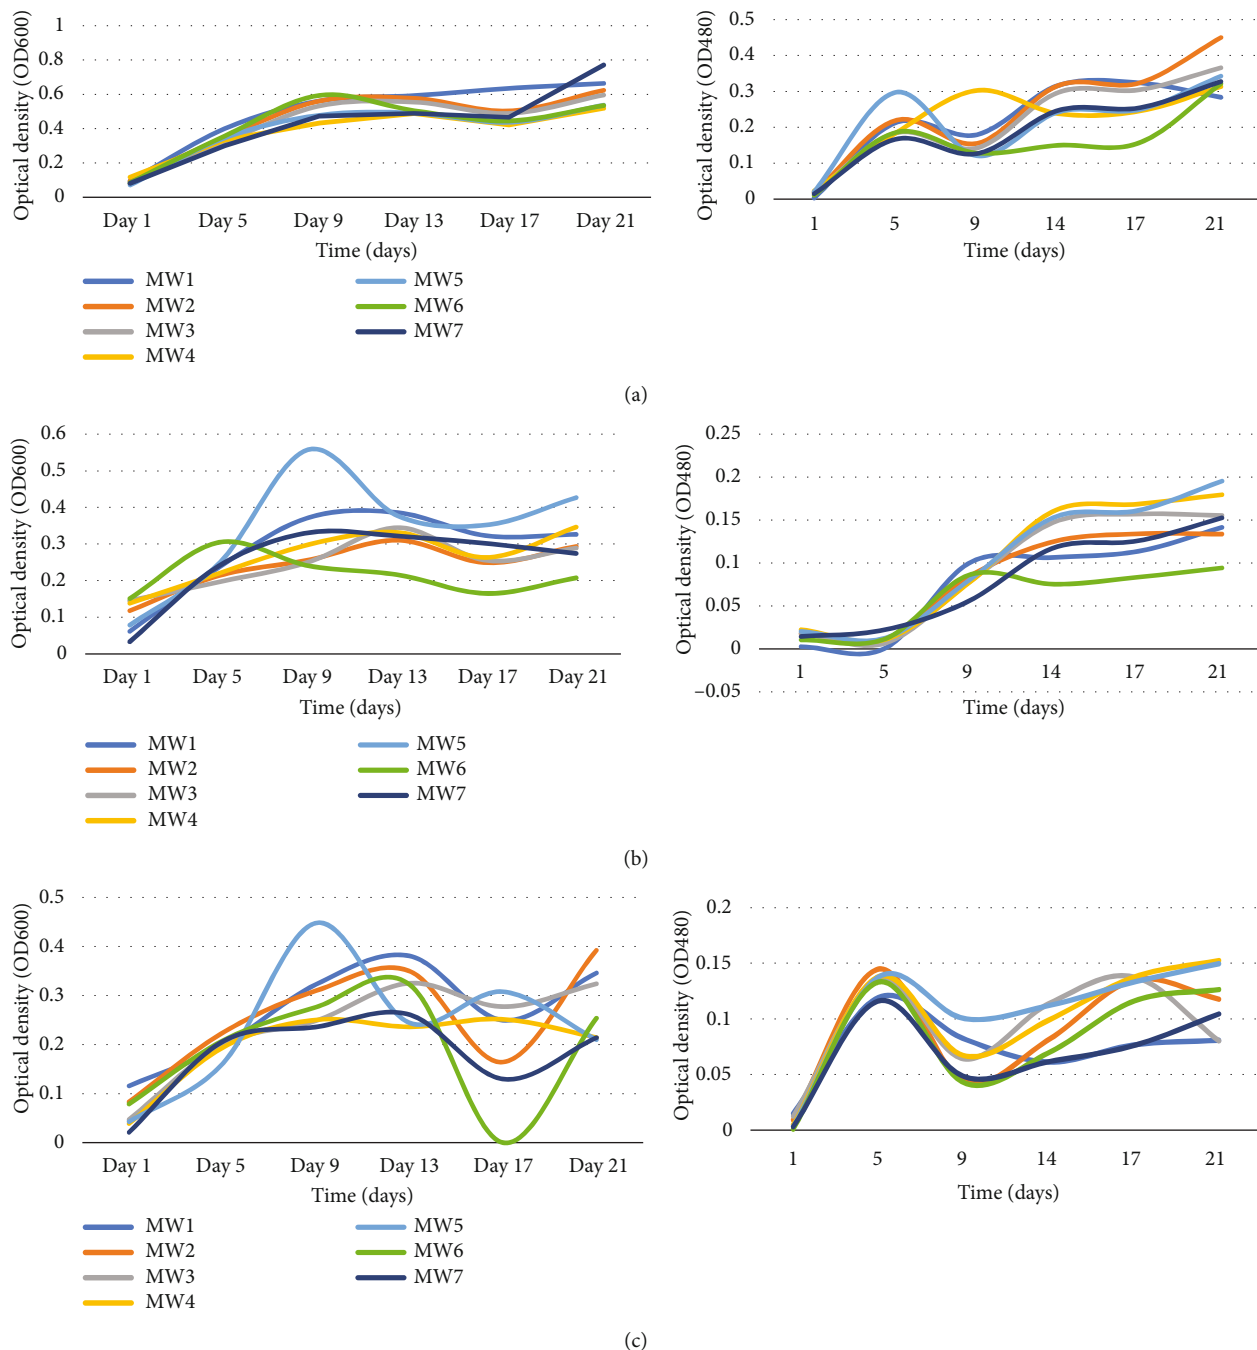 Optical density (OD600)
1
0.8
0.6
0.4
0.2
0
Day 1 Day 5 Day 9 Day 13 Day 17 Day 21
Time (days)
MW1
MW2
MW3
MW4
MW5
MW6
MW7
Optical density (OD480)
0.5
0.4
0.3
0.2
0.1
0
1 5 9 14 17 21
Time (days)
(a)
Optical density (OD600)
0.6
0.5
0.4
0.3
0.2
0.1
0
Day 1 Day 5 Day 9 Day 13 Day 17 Day 21
Time (days)
MW1
MW2
MW3
MW4
MW5
MW6
MW7
Optical density (OD480)
0.25
0.2
0.15
0.1
0.05
0
−0.05
1 5 9 14 17 21
Time (days)
(b)
Optical density (OD600)
0.5
0.4
0.3
0.2
0.1
0
Day 1 Day 5 Day 9 Day 13 Day 17 Day 21
Time (days)
MW1
MW2
MW3
MW4
MW5
MW6
MW7
Optical density (OD480)
0.2
0.15
0.1
0.05
0
1 5 9 14 17 21
Time (days)
(c)